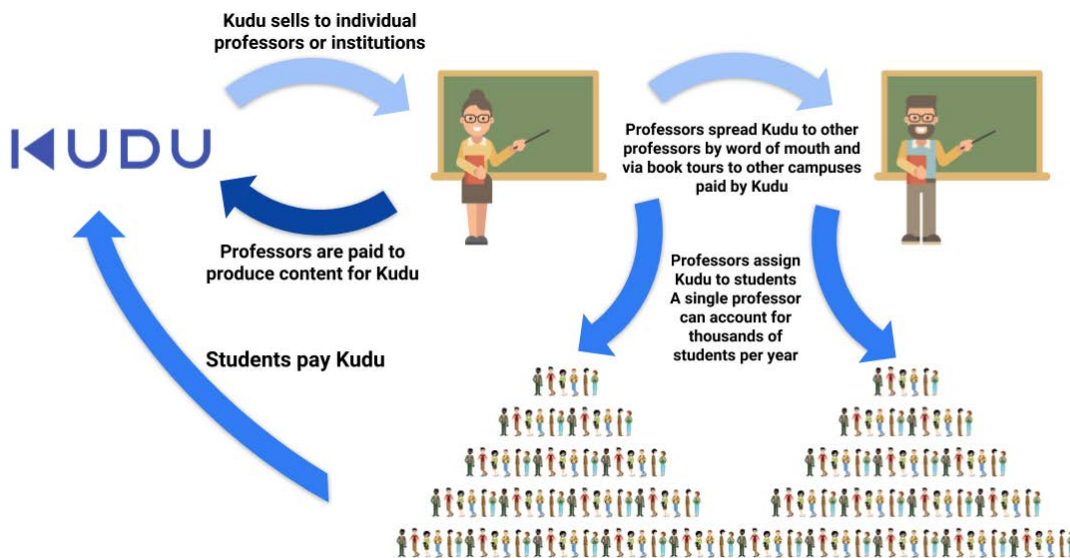 Kudu sells to individual
professors or institutions
KUDU
Professors spread Kudu to other
professors by word of mouth and
via book tours to other campuses
paid by Kudu
Professors are paid to
produce content for Kudu
Professors assign
Kudu to students
A single professor
can account for
thousands of
students per year
Students pay Kudu